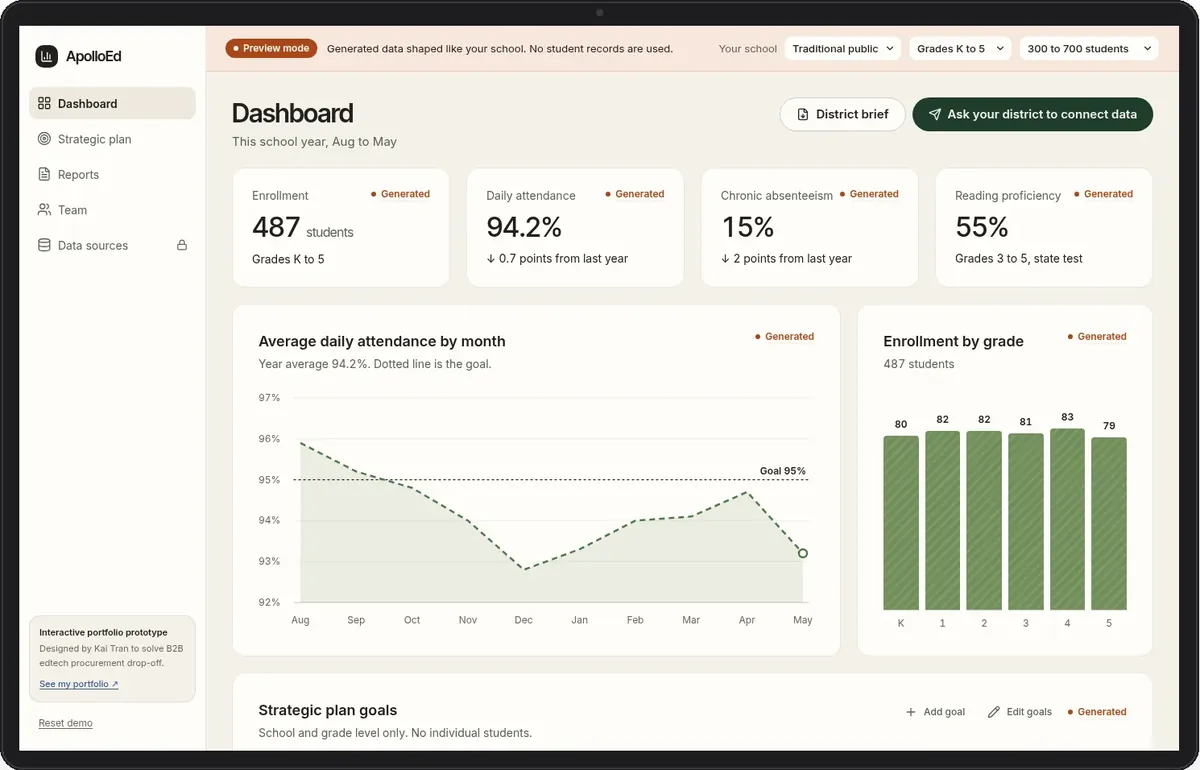 ApolloEd
Dashboard
Strategic plan
Reports
Team
Data sources
Interactive portfolio prototype
Designed by Kai Tran to solve B2B
edtech procurement drop-off.
See my portfolio ↗
Reset demo
Preview mode
Generated data shaped like your school. No student records are used.
Your school
Traditional public
Grades K to 5
300 to 700 students
Dashboard
This school year, Aug to May
District brief
Ask your district to connect data
Enrollment
Generated
487 students
Grades K to 5
Daily attendance
Generated
94.2%
↓ 0.7 points from last year
Chronic absenteeism
Generated
15%
↓ 2 points from last year
Reading proficiency
Generated
55%
Grades 3 to 5, state test
Average daily attendance by month
Generated
Year average 94.2%. Dotted line is the goal.
97%
96%
95%
94%
93%
92%
Goal 95%
Aug Sep Oct Nov Dec Jan Feb Mar Apr May
Enrollment by grade
Generated
487 students
80 82 82 81 83 79
K 1 2 3 4 5
Strategic plan goals
School and grade level only. No individual students.
+ Add goal
Edit goals
Generated